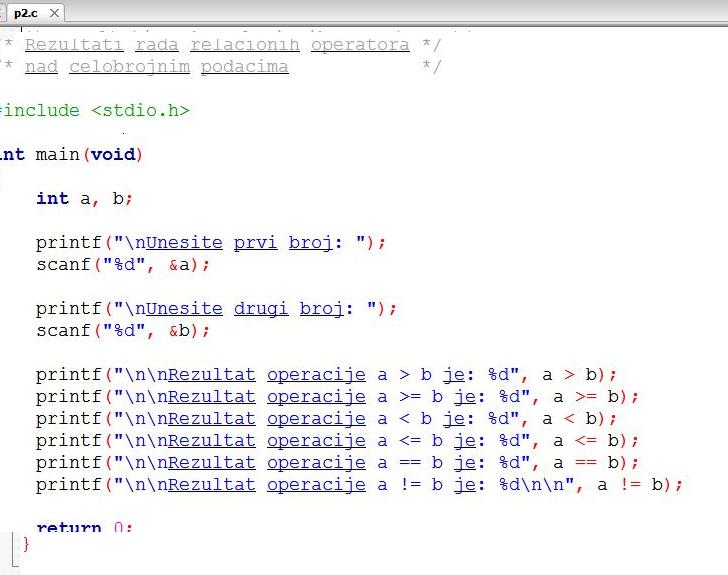 p2.c
/* Rezultati rada relacionih operatora */
/* nad celobrojnim podacima */
#include <stdio.h>
int main(void)
int a, b;
printf("\nUnesite prvi broj: ");
scanf("%d", &a);
printf("\nUnesite drugi broj: ");
scanf("%d", &b);
printf("\n\nRezultat operacije a > b je: %d", a > b);
printf("\n\nRezultat operacije a >= b je: %d", a >= b);
printf("\n\nRezultat operacije a < b je: %d", a < b);
printf("\n\nRezultat operacije a <= b je: %d", a <= b);
printf("\n\nRezultat operacije a == b je: %d", a == b);
printf("\n\nRezultat operacije a != b je: %d\n\n", a != b);
return 0;
}